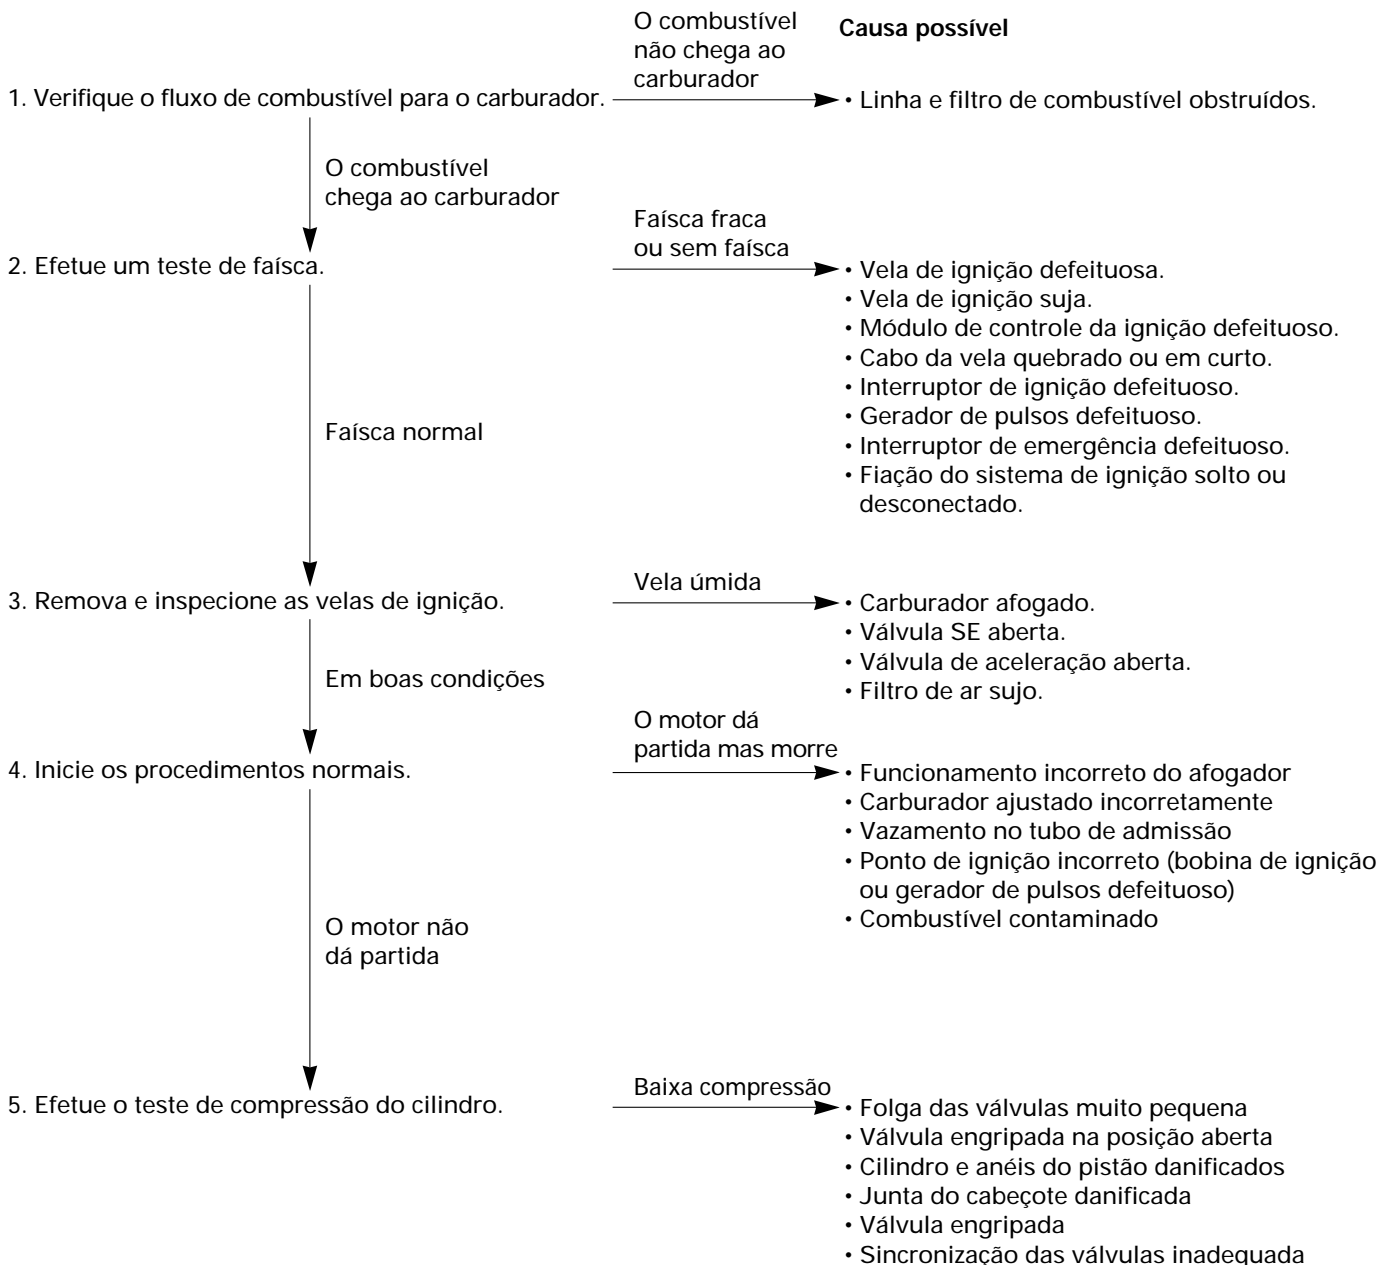 O combustível
não chega ao
carburador
Causa possível
1. Verifique o fluxo de combustível para o carburador.
• Linha e filtro de combustível obstruídos.
O combustível
chega ao carburador
Faísca fraca
ou sem faísca
2. Efetue um teste de faísca.
• Vela de ignição defeituosa.
• Vela de ignição suja.
• Módulo de controle da ignição defeituoso.
• Cabo da vela quebrado ou em curto.
• Interruptor de ignição defeituoso.
• Gerador de pulsos defeituoso.
• Interruptor de emergência defeituoso.
• Fiação do sistema de ignição solto ou
desconectado.
Faísca normal
Vela úmida
3. Remova e inspecione as velas de ignição.
• Carburador afogado.
• Válvula SE aberta.
• Válvula de aceleração aberta.
• Filtro de ar sujo.
Em boas condições
O motor dá
partida mas morre
4. Inicie os procedimentos normais.
• Funcionamento incorreto do afogador
• Carburador ajustado incorretamente
• Vazamento no tubo de admissão
• Ponto de ignição incorreto (bobina de ignição
ou gerador de pulsos defeituoso)
• Combustível contaminado
O motor não
dá partida
Baixa compressão
5. Efetue o teste de compressão do cilindro.
• Folga das válvulas muito pequena
• Válvula engripada na posição aberta
• Cilindro e anéis do pistão danificados
• Junta do cabeçote danificada
• Válvula engripada
• Sincronização das válvulas inadequada